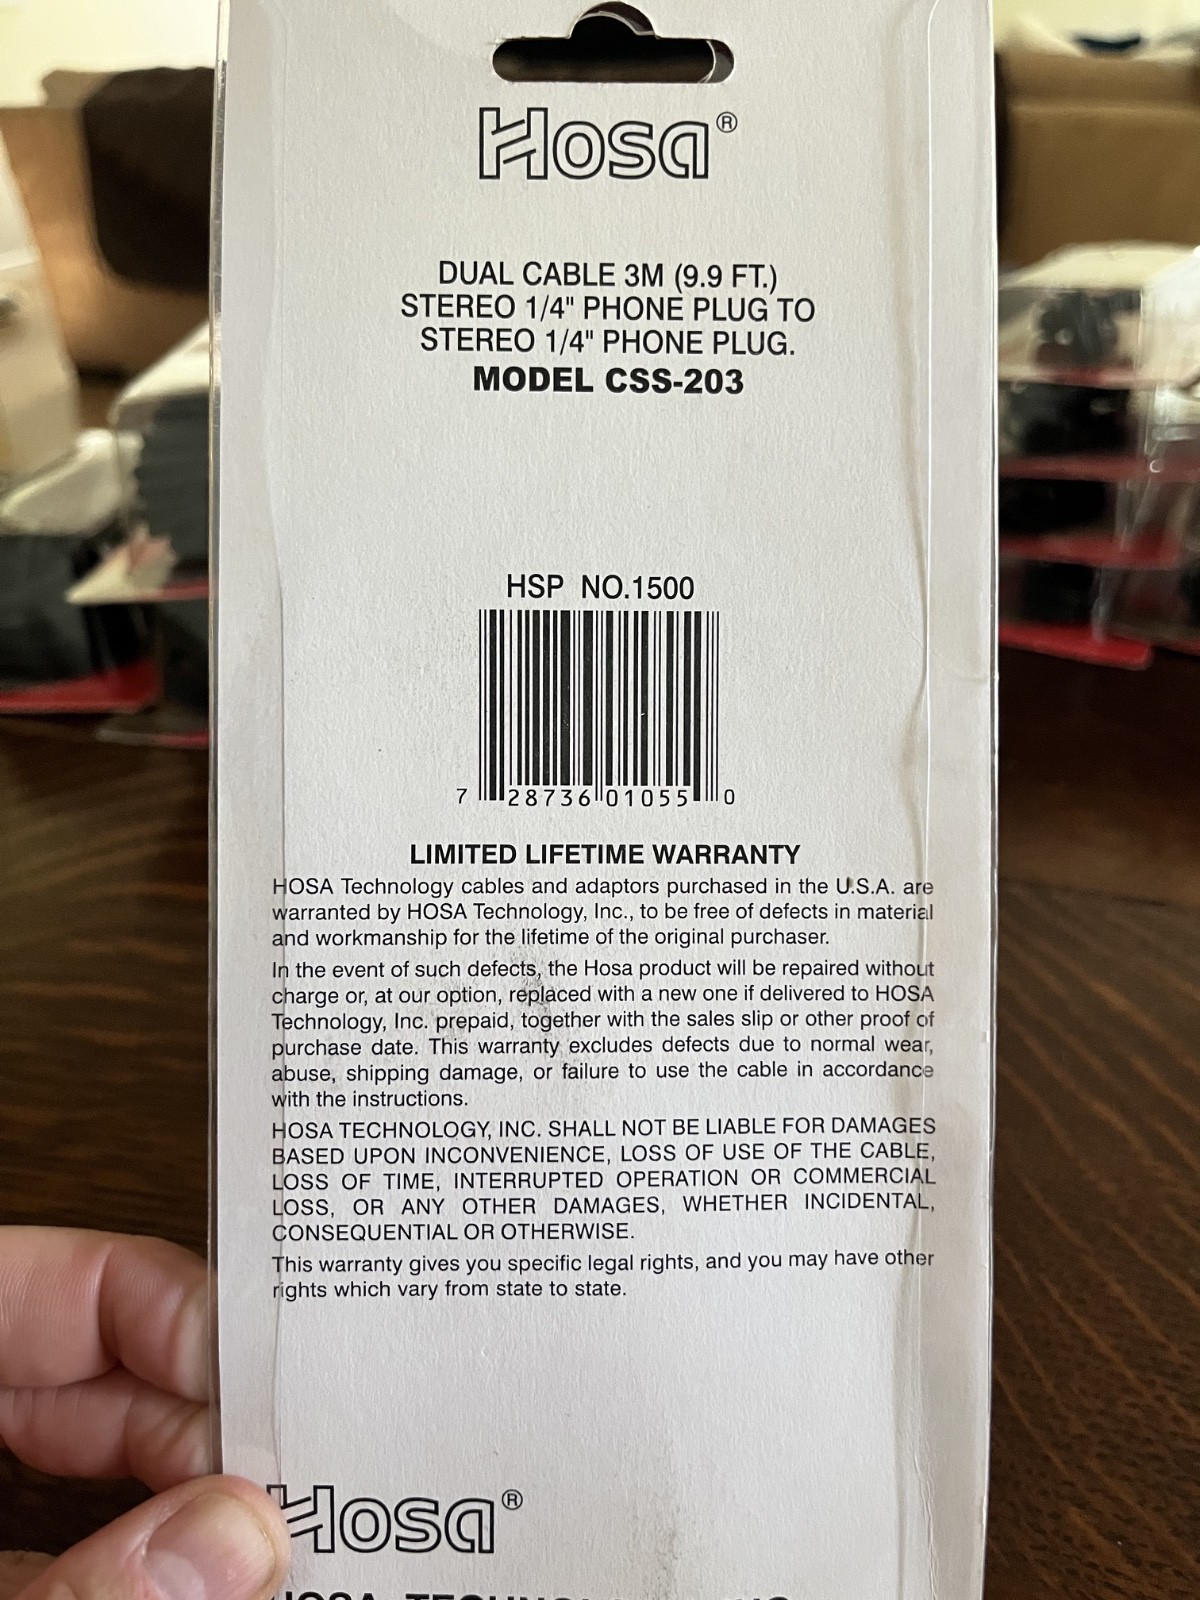 Hosa®
DUAL CABLE 3M (9.9 FT.)
STEREO 1/4" PHONE PLUG TO
STEREO 1/4" PHONE PLUG.
MODEL CSS-203
HSP NO.1500
7 28736 01055 0
LIMITED LIFETIME WARRANTY
HOSA Technology cables and adaptors purchased in the U.S.A. are
warranted by HOSA Technology, Inc., to be free of defects in material
and workmanship for the lifetime of the original purchaser.
In the event of such defects, the Hosa product will be repaired without
charge or, at our option, replaced with a new one if delivered to HOSA
Technology, Inc. prepaid, together with the sales slip or other proof of
purchase date. This warranty excludes defects due to normal wear,
abuse, shipping damage, or failure to use the cable in accordance
with the instructions.
HOSA TECHNOLOGY, INC. SHALL NOT BE LIABLE FOR DAMAGES
BASED UPON INCONVENIENCE, LOSS OF USE OF THE CABLE,
LOSS OF TIME, INTERRUPTED OPERATION OR COMMERCIAL
LOSS, OR ANY OTHER DAMAGES, WHETHER INCIDENTAL,
CONSEQUENTIAL OR OTHERWISE.
This warranty gives you specific legal rights, and you may have other
rights which vary from state to state.
Hosa®
HOSA